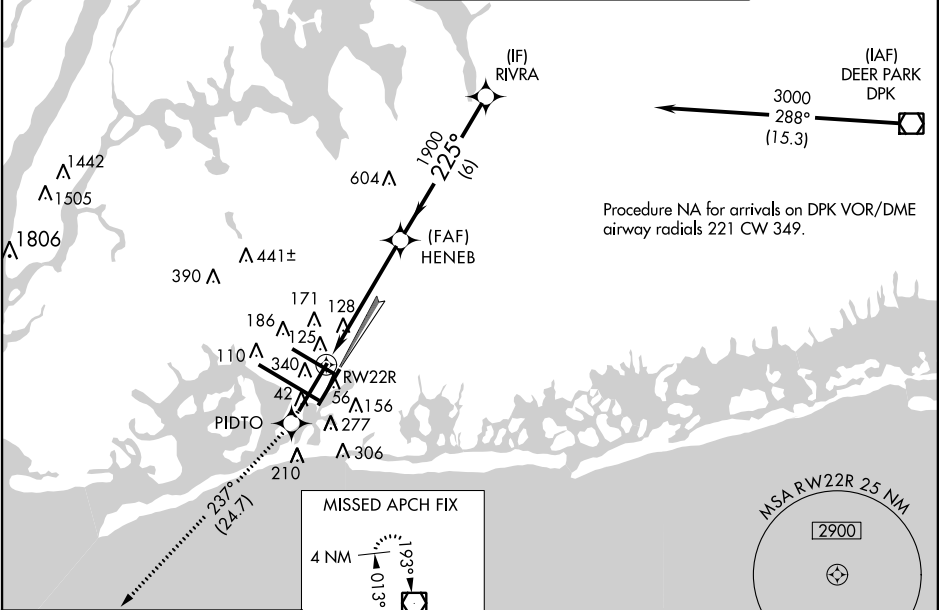 (IF)
RIVRA
(IAF)
DEER PARK
DPK
3000
288°
(15.3)
1900
225°
(6)
1442
1505
604
1806
Procedure NA for arrivals on DPK VOR/DME
airway radials 221 CW 349.
(FAF)
HENEB
441±
390
171
128
186
125
110
340
RW22R
42
56
156
PIDTO
277
306
210
237°
(24.7)
MISSED APCH FIX
4 NM
193°
013°
MSA RW22R 25 NM
2900